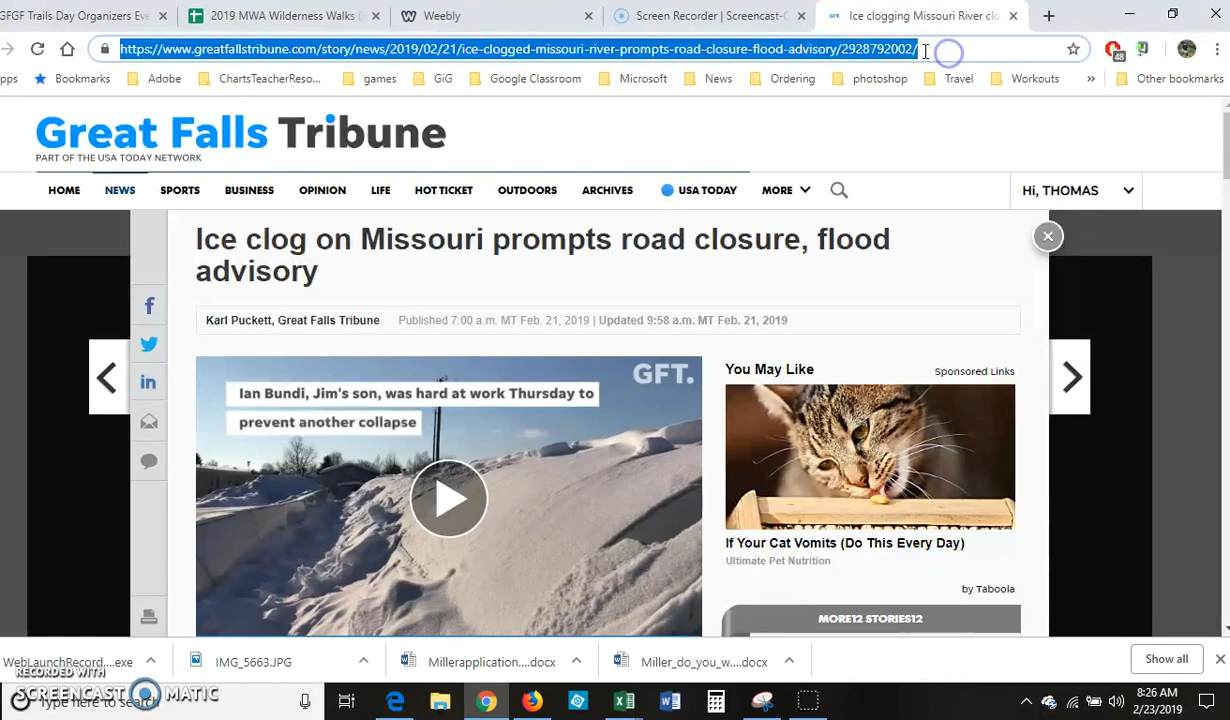 GFGF Trails Day Organizers Eve
2019 MWA Wilderness Walks (
Weebly
Screen Recorder | Screencast-C
Ice clogging Missouri River clo
https://www.greatfallstribune.com/story/news/2019/02/21/ice-clogged-missouri-river-prompts-road-closure-flood-advisory/2928792002/
48
pps
Bookmarks
Adobe
ChartsTeacherReso...
games
GiG
Google Classroom
Microsoft
News
Ordering
photoshop
Travel
Workouts
»
Other bookmarks
Great Falls Tribune
PART OF THE USA TODAY NETWORK
HOME
NEWS
SPORTS
BUSINESS
OPINION
LIFE
HOT TICKET
OUTDOORS
ARCHIVES
USA TODAY
MORE
Hi, THOMAS
Ice clog on Missouri prompts road closure, flood
advisory
Karl Puckett, Great Falls Tribune
Published 7:00 a.m. MT Feb. 21, 2019 | Updated 9:58 a.m. MT Feb. 21, 2019
GFT.
Ian Bundi, Jim's son, was hard at work Thursday to
prevent another collapse
You May Like
Sponsored Links
If Your Cat Vomits (Do This Every Day)
Ultimate Pet Nutrition
by Taboola
MORE12 STORIES12
WebLaunchRecord....exe
IMG_5663.JPG
Millerapplication....docx
Miller_do_you_w....docx
Show all
RECORDED WITH
SCREENCAST MATIC
Type here to search
8:26 AM
2/23/2019